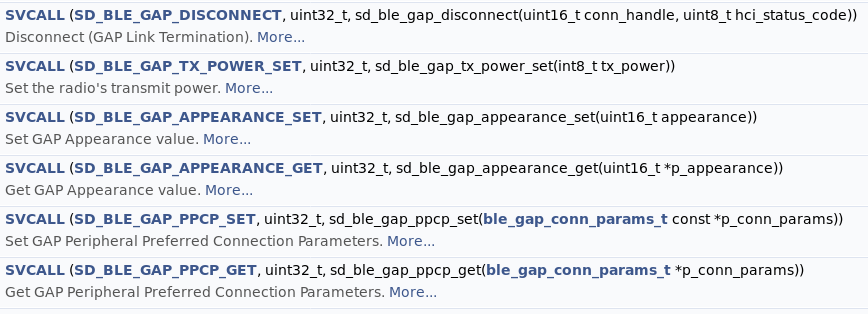 SVCALL (SD_BLE_GAP_DISCONNECT, uint32_t, sd_ble_gap_disconnect(uint16_t conn_handle, uint8_t hci_status_code))
Disconnect (GAP Link Termination). More...
SVCALL (SD_BLE_GAP_TX_POWER_SET, uint32_t, sd_ble_gap_tx_power_set(int8_t tx_power))
Set the radio's transmit power. More...
SVCALL (SD_BLE_GAP_APPEARANCE_SET, uint32_t, sd_ble_gap_appearance_set(uint16_t appearance))
Set GAP Appearance value. More...
SVCALL (SD_BLE_GAP_APPEARANCE_GET, uint32_t, sd_ble_gap_appearance_get(uint16_t *p_appearance))
Get GAP Appearance value. More...
SVCALL (SD_BLE_GAP_PPCP_SET, uint32_t, sd_ble_gap_ppcp_set(ble_gap_conn_params_t const *p_conn_params))
Set GAP Peripheral Preferred Connection Parameters. More...
SVCALL (SD_BLE_GAP_PPCP_GET, uint32_t, sd_ble_gap_ppcp_get(ble_gap_conn_params_t *p_conn_params))
Get GAP Peripheral Preferred Connection Parameters. More...